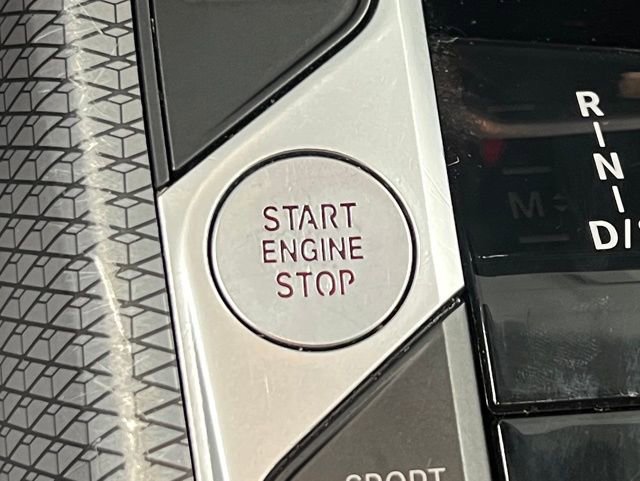 START
ENGINE
STOP
R
I
N
I
D/S
M
SPORT